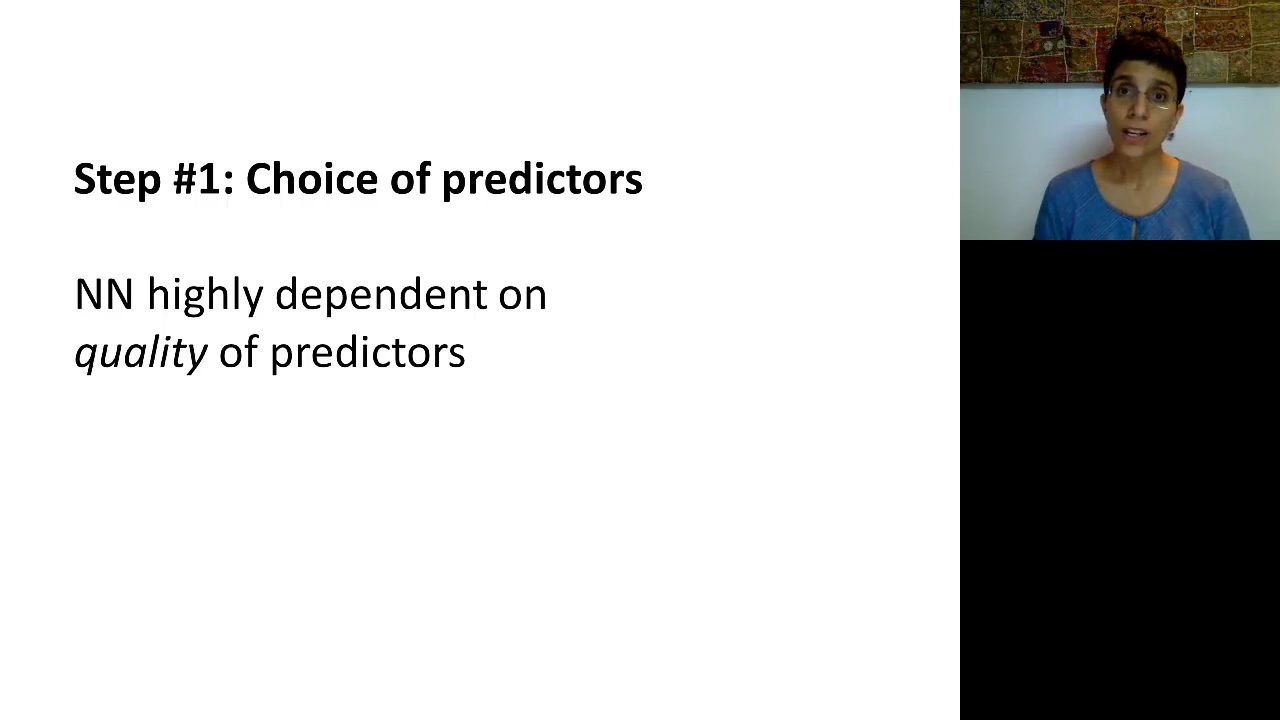 Step #1: Choice of predictors
NN highly dependent on
quality of predictors